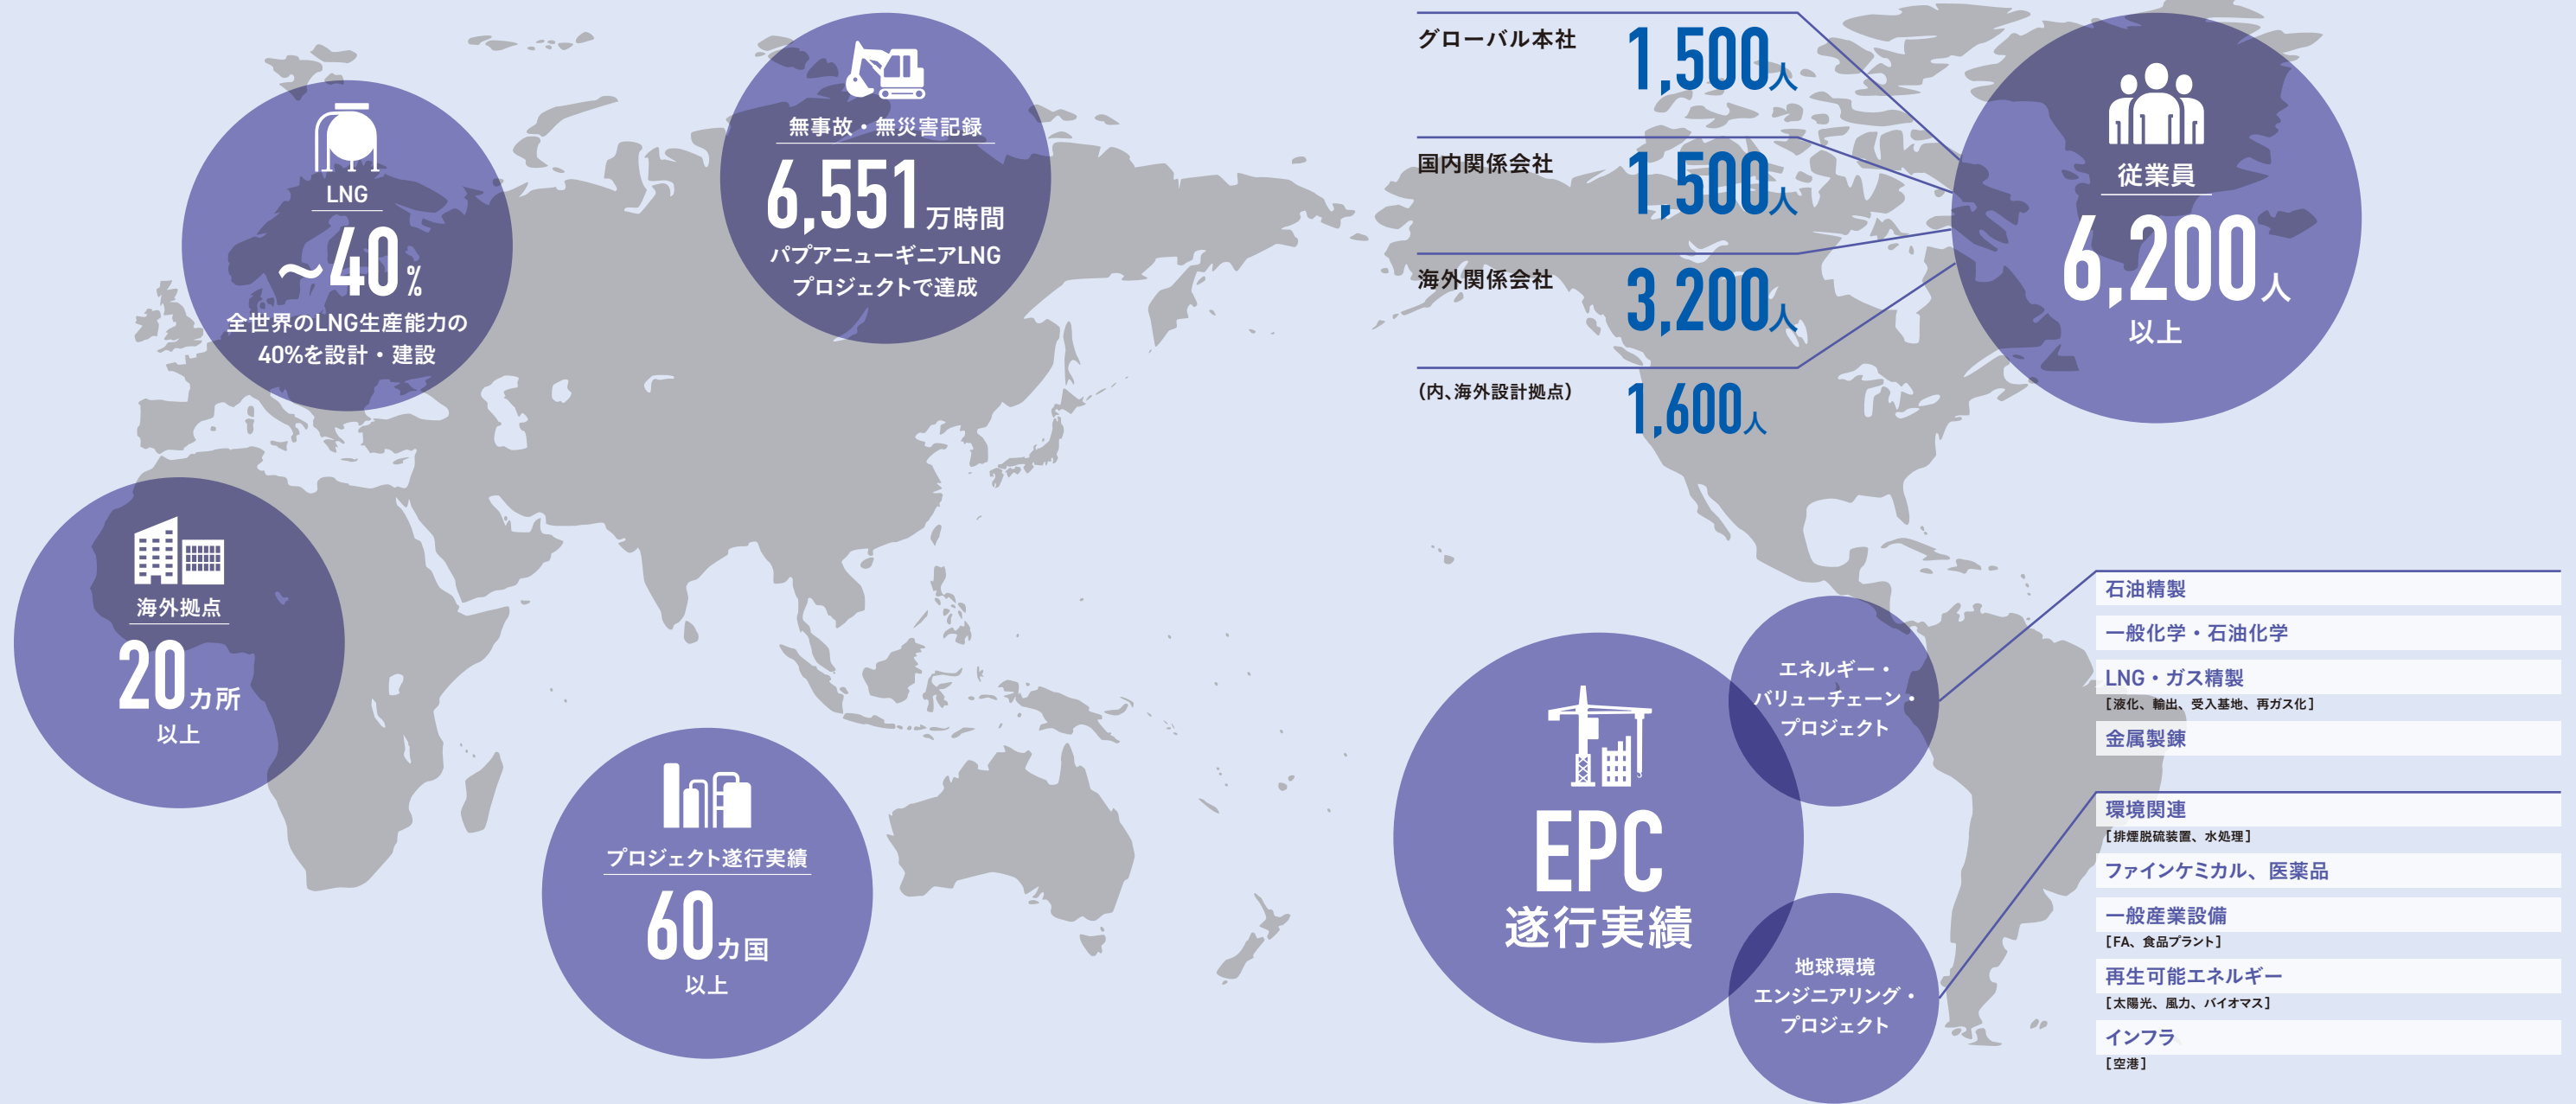 LNG
～40%
全世界のLNG生産能力の
40%を設計・建設
無事故・無災害記録
6,551万時間
パプアニューギニアLNG
プロジェクトで達成
グローバル本社 1,500人
国内関係会社 1,500人
海外関係会社 3,200人
（内、海外設計拠点） 1,600人
従業員
6,200人
以上
海外拠点
20カ所
以上
プロジェクト遂行実績
60カ国
以上
EPC
遂行実績
エネルギー・
バリューチェーン・
プロジェクト
石油精製
一般化学・石油化学
LNG・ガス精製
［液化、輸出、受入基地、再ガス化］
金属製錬
地球環境
エンジニアリング・
プロジェクト
環境関連
［排煙脱硫装置、水処理］
ファインケミカル、医薬品
一般産業設備
［FA、食品プラント］
再生可能エネルギー
［太陽光、風力、バイオマス］
インフラ
［空港］